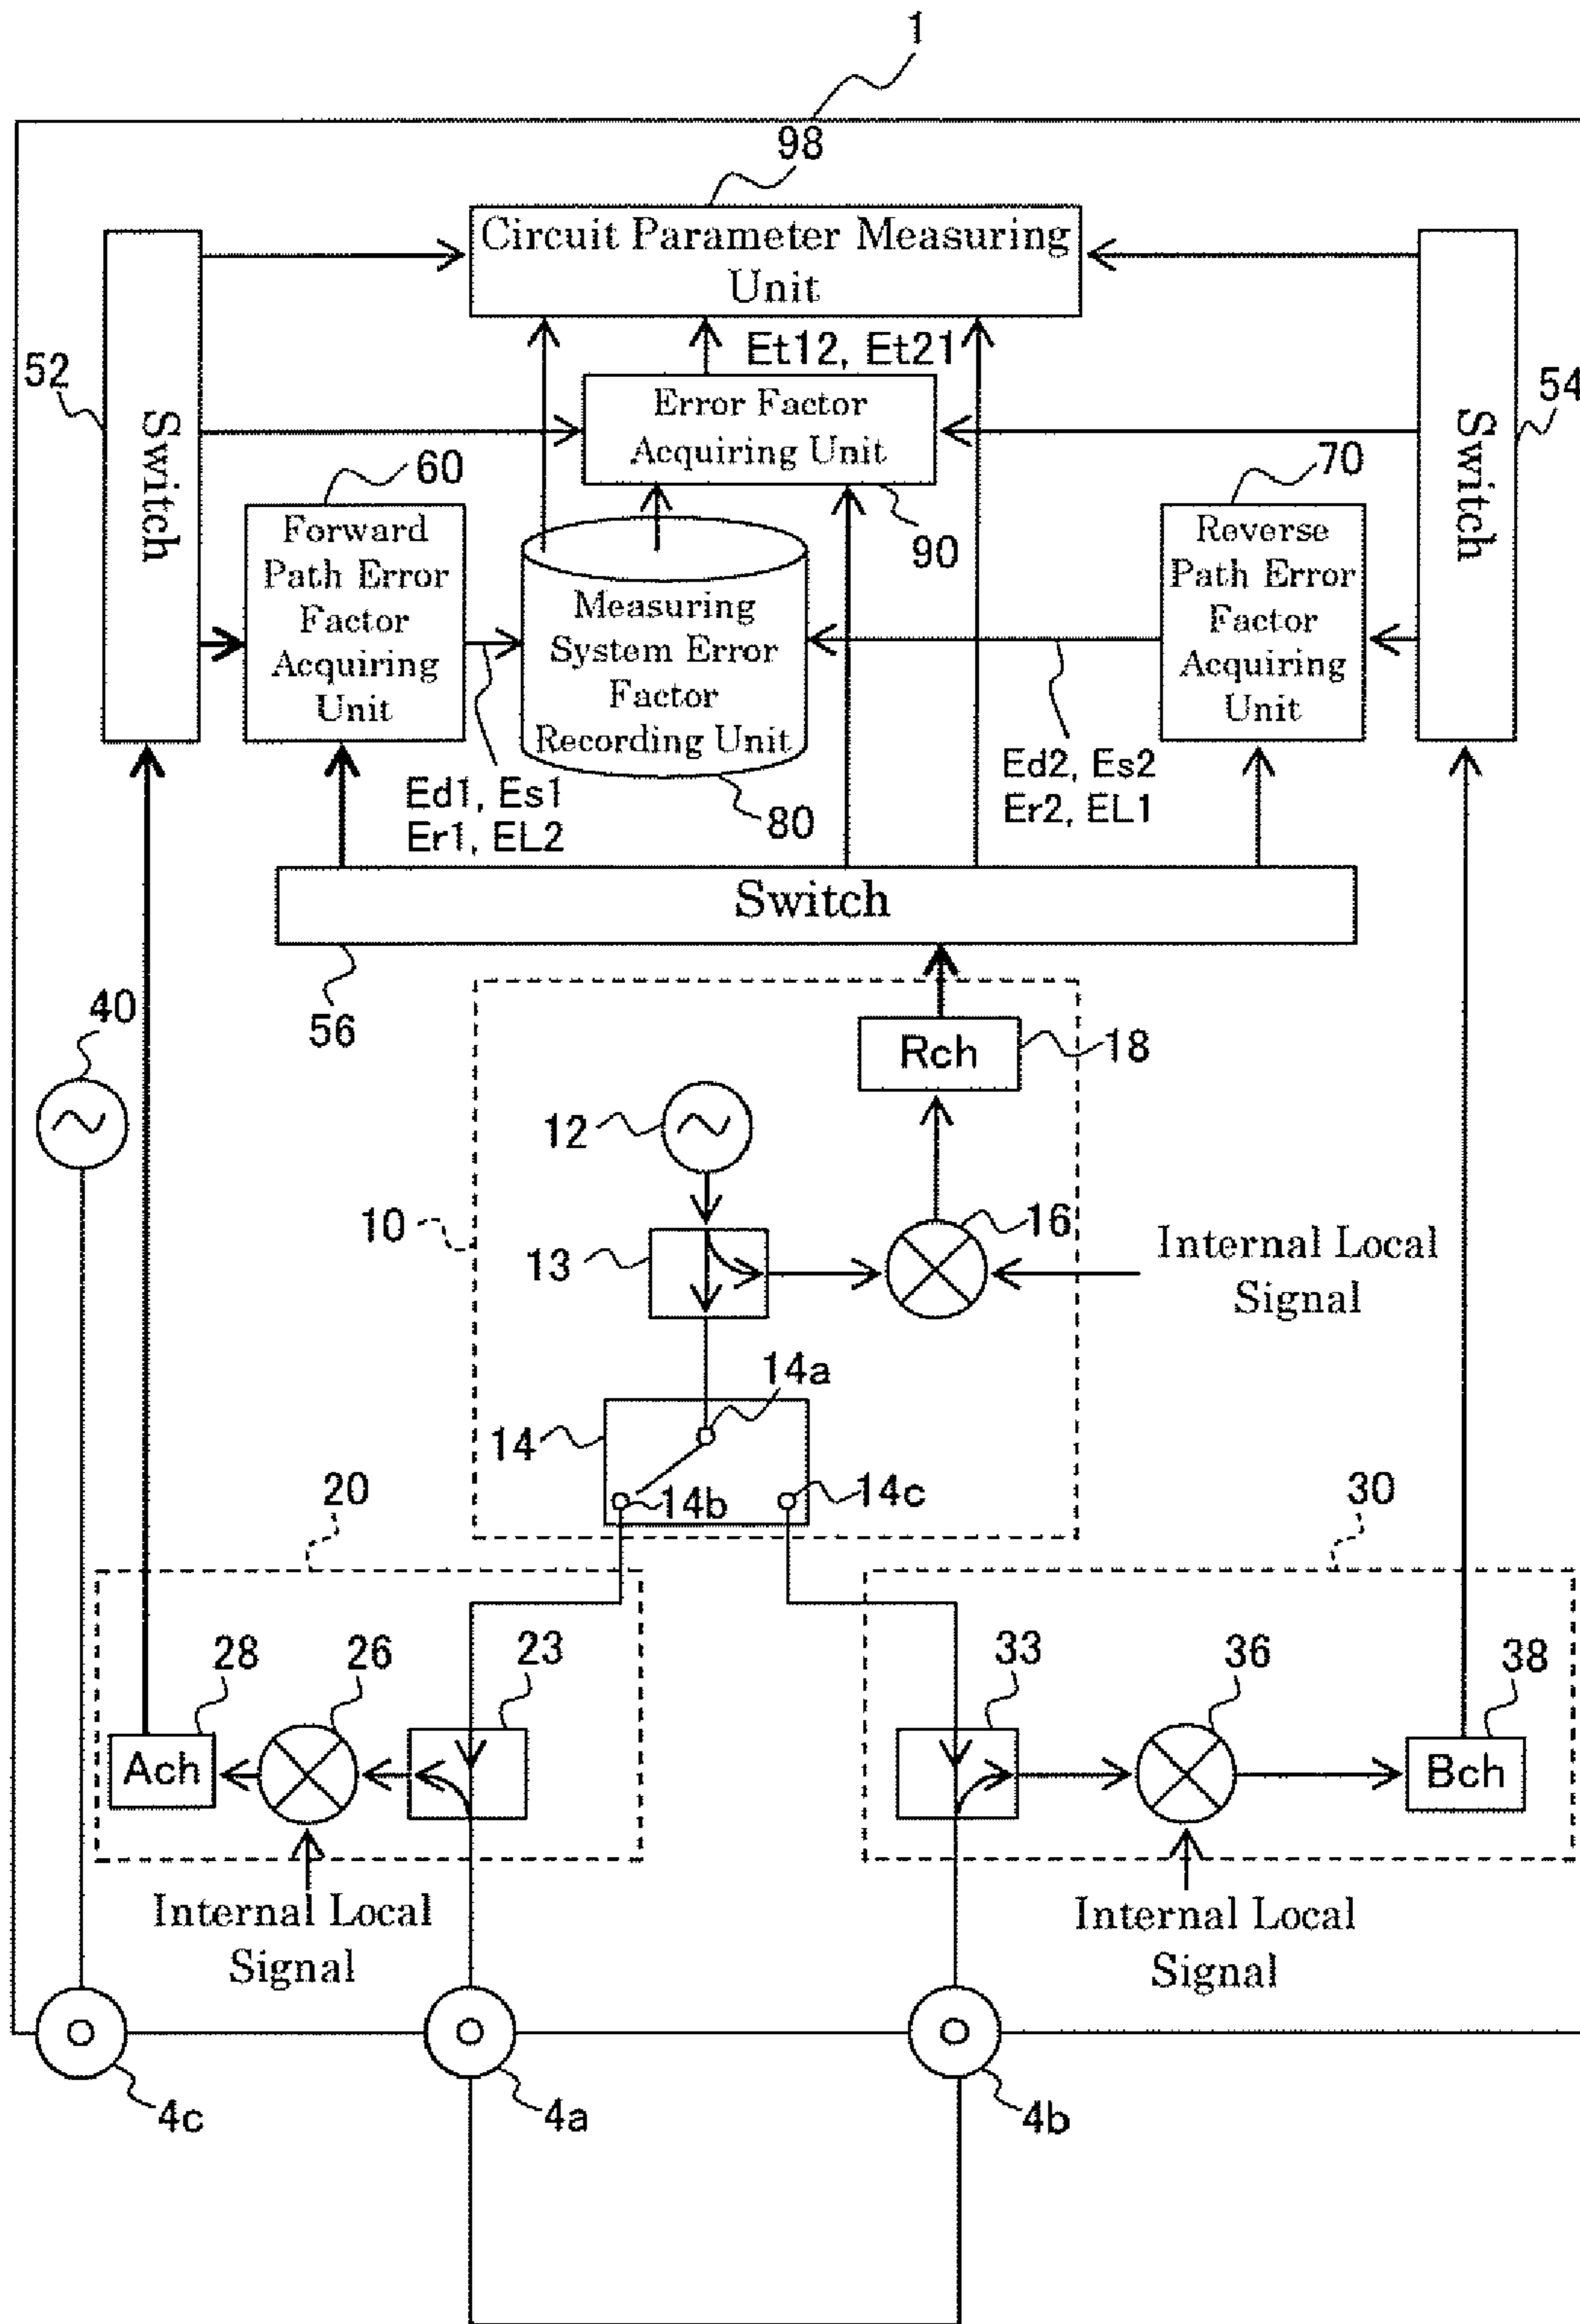 1
98
Circuit Parameter Measuring
Unit
52
Switch
Et12, Et21
Error Factor
Acquiring Unit
54
Switch
60
70
90
Forward
Path Error
Factor
Acquiring
Unit
Measuring
System Error
Factor
Recording Unit
Reverse
Path Error
Factor
Acquiring
Unit
Ed1, Es1
Er1, EL2
80
Ed2, Es2
Er2, EL1
Switch
56
40
Rch
18
12
10
13
16
Internal Local
Signal
14a
14
14b
14c
20
30
28
26
23
33
36
38
Ach
Bch
Internal Local
Signal
Internal Local
Signal
4c
4a
4b